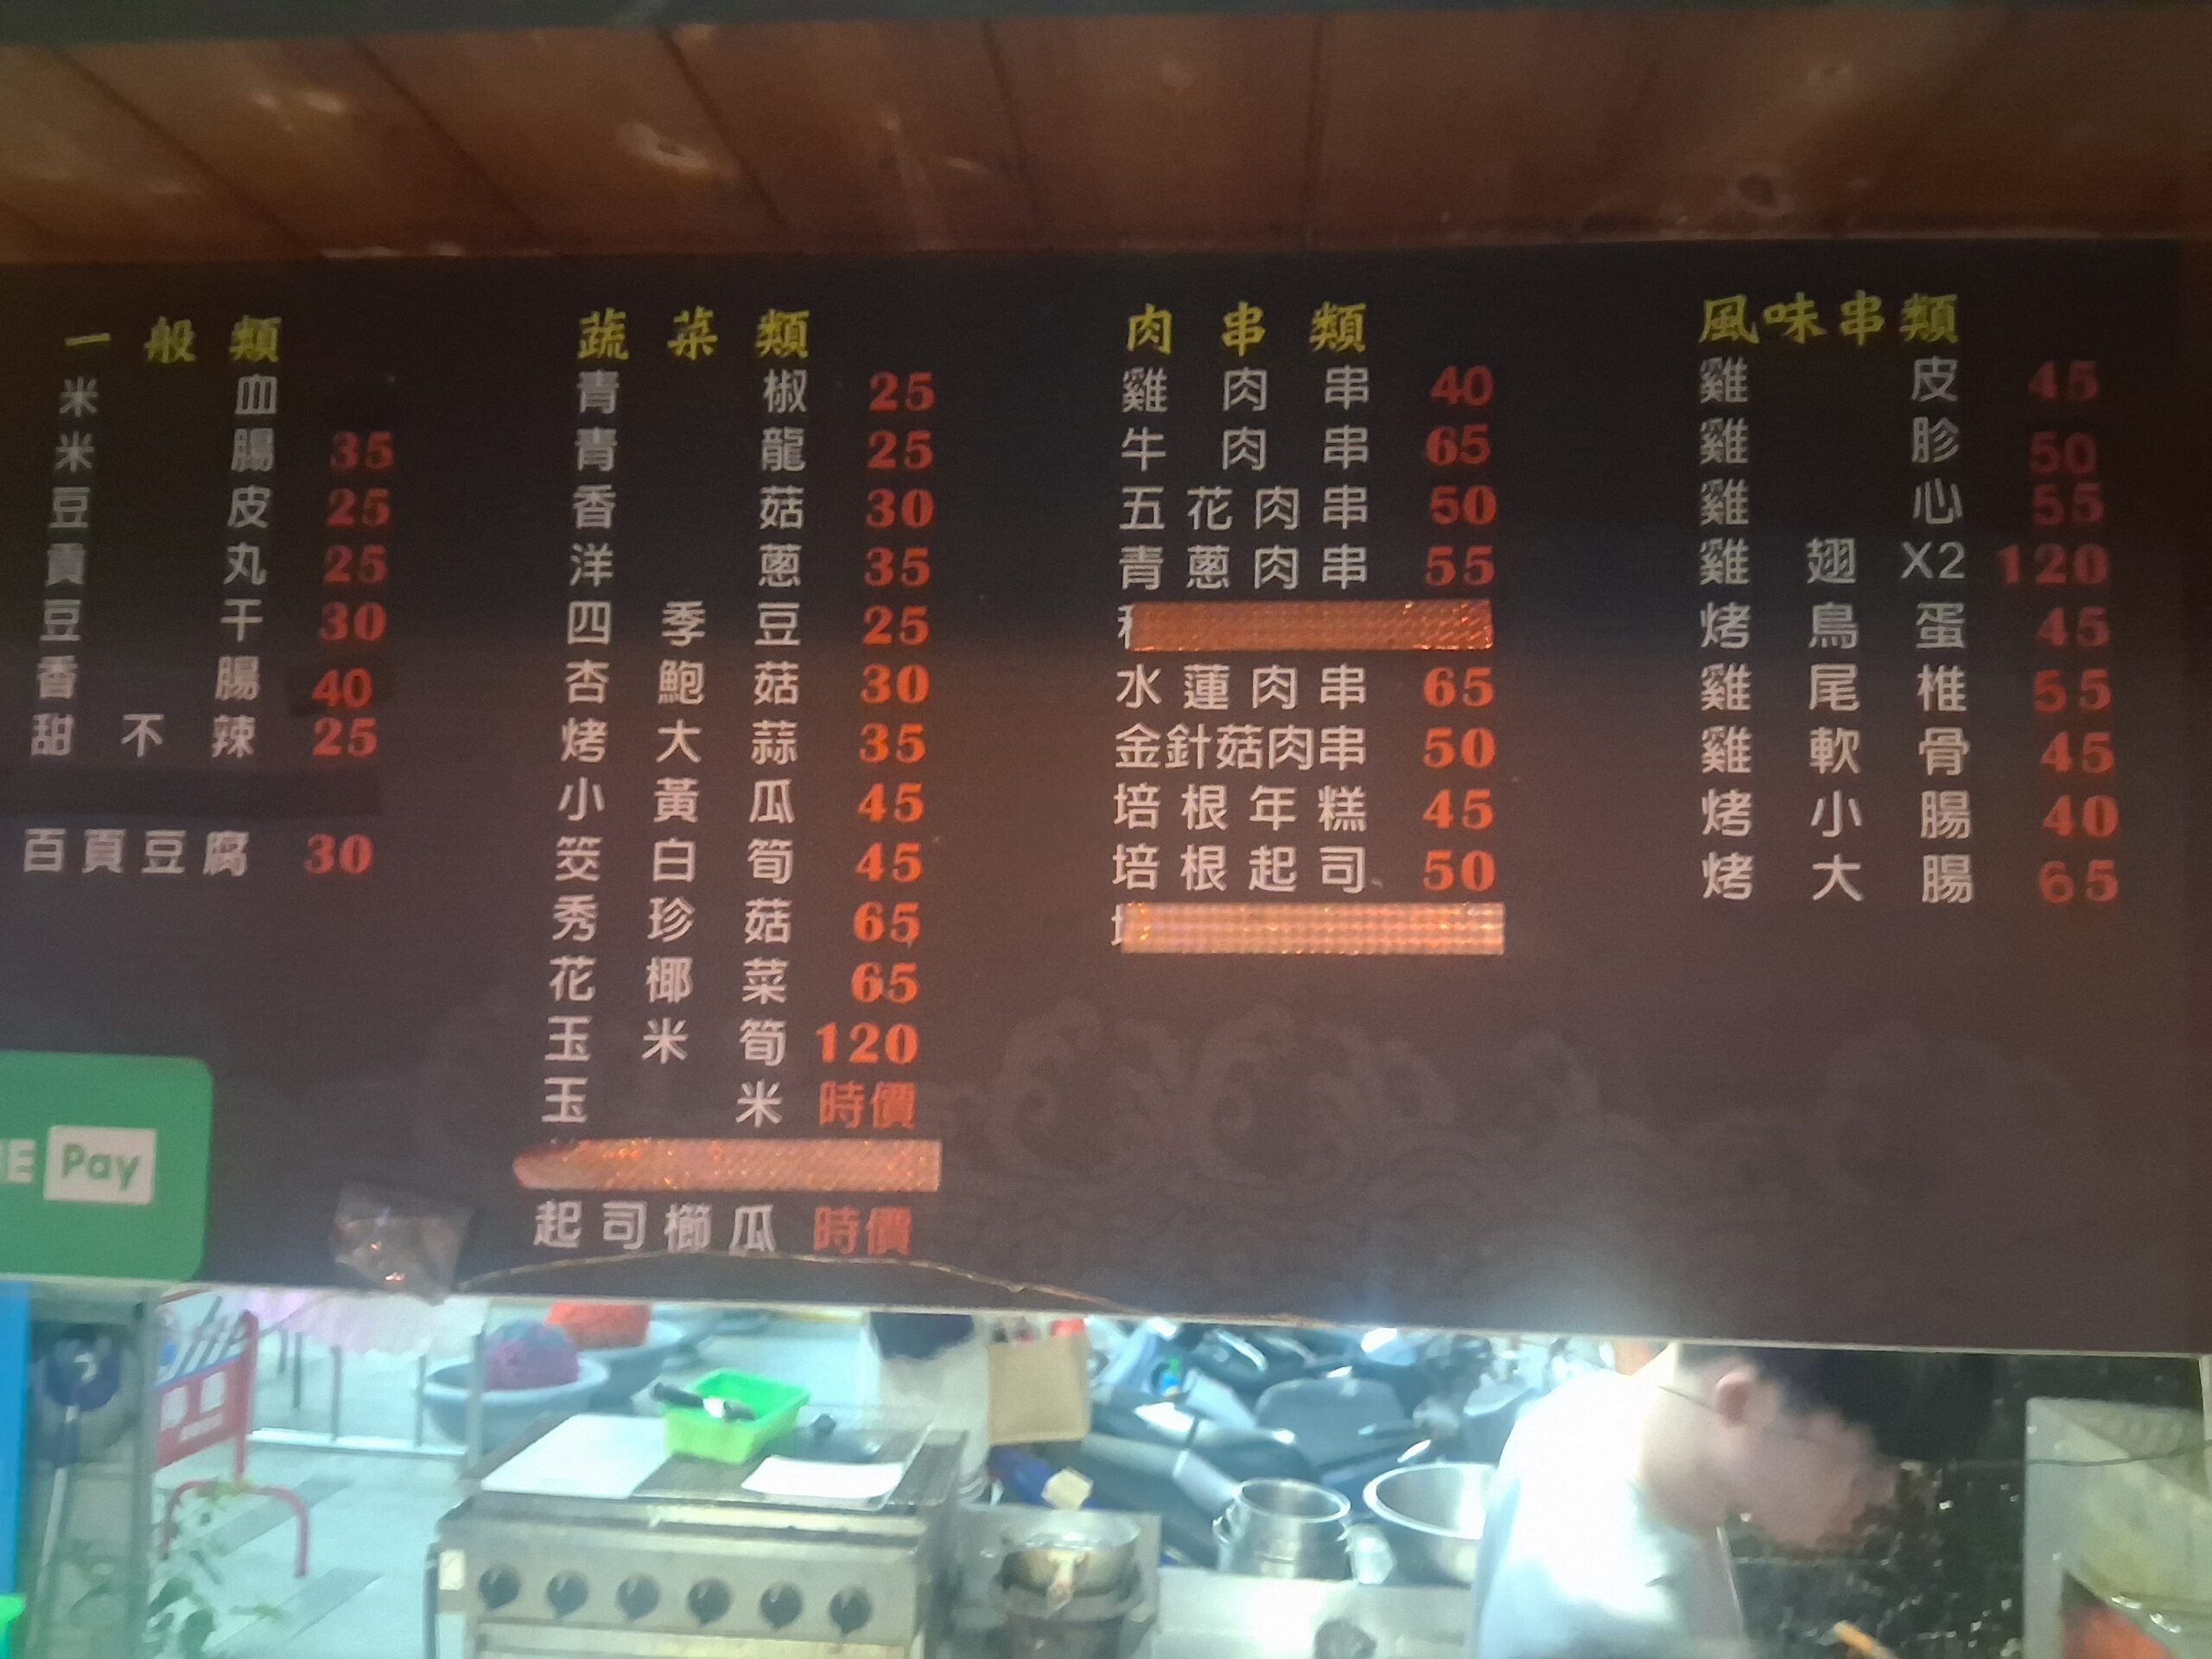 一般類
米血
米腸 35
豆皮 25
貢丸 25
豆干 30
香腸 40
甜不辣 25
百頁豆腐 30
蔬菜類
青椒 25
青龍 25
香菇 30
洋蔥 35
四季豆 25
杏鮑菇 30
烤大蒜 35
小黃瓜 45
筊白筍 45
秀珍菇 65
花椰菜 65
玉米筍 120
玉米 時價
起司櫛瓜 時價
肉串類
雞肉串 40
牛肉串 65
五花肉串 50
青蔥肉串 55
水蓮肉串 65
金針菇肉串 50
培根年糕 45
培根起司 50
風味串類
雞皮 45
雞胗 50
雞心 55
雞翅X2 120
烤鳥蛋 45
雞尾椎 55
雞軟骨 45
烤小腸 40
烤大腸 65
Pay